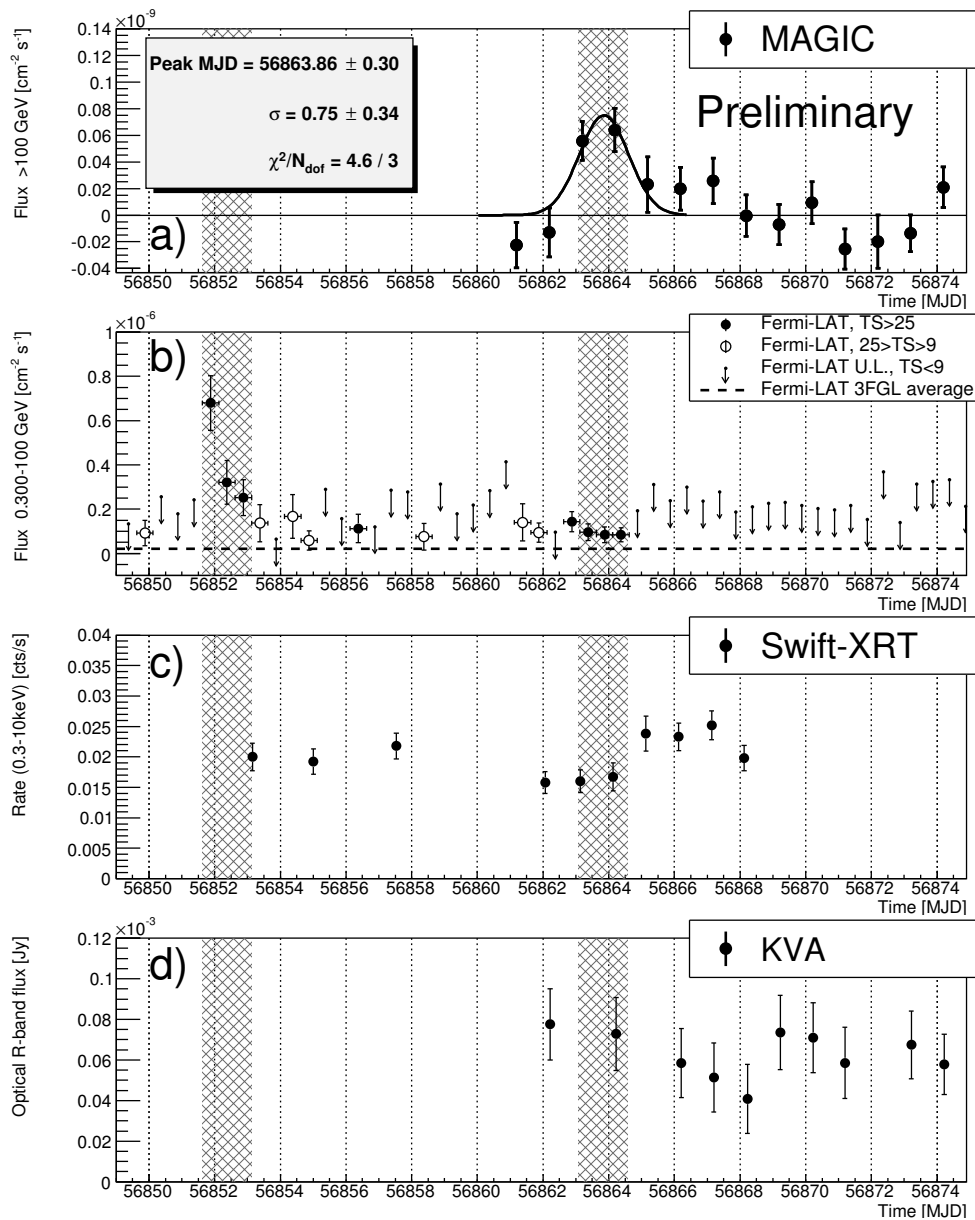 ×10⁻⁹
0.14
0.12
0.1
0.08
0.06
0.04
0.02
0
-0.02
-0.04
Flux >100 GeV [cm⁻² s⁻¹]
Peak MJD = 56863.86 ± 0.30
σ = 0.75 ± 0.34
χ²/N_dof = 4.6 / 3
MAGIC
Preliminary
a)
56850 56852 56854 56856 56858 56860 56862 56864 56866 56868 56870 56872 56874
Time [MJD]
×10⁻⁶
1
0.8
0.6
0.4
0.2
0
Flux 0.300-100 GeV [cm⁻² s⁻¹]
b)
Fermi-LAT, TS>25
Fermi-LAT, 25>TS>9
Fermi-LAT U.L., TS<9
Fermi-LAT 3FGL average
56850 56852 56854 56856 56858 56860 56862 56864 56866 56868 56870 56872 56874
Time [MJD]
0.04
0.035
0.03
0.025
0.02
0.015
0.01
0.005
0
Rate (0.3-10keV) [cts/s]
c)
Swift-XRT
56850 56852 56854 56856 56858 56860 56862 56864 56866 56868 56870 56872 56874
Time [MJD]
×10⁻³
0.12
0.1
0.08
0.06
0.04
0.02
0
Optical R-band flux [Jy]
d)
KVA
56850 56852 56854 56856 56858 56860 56862 56864 56866 56868 56870 56872 56874
Time [MJD]